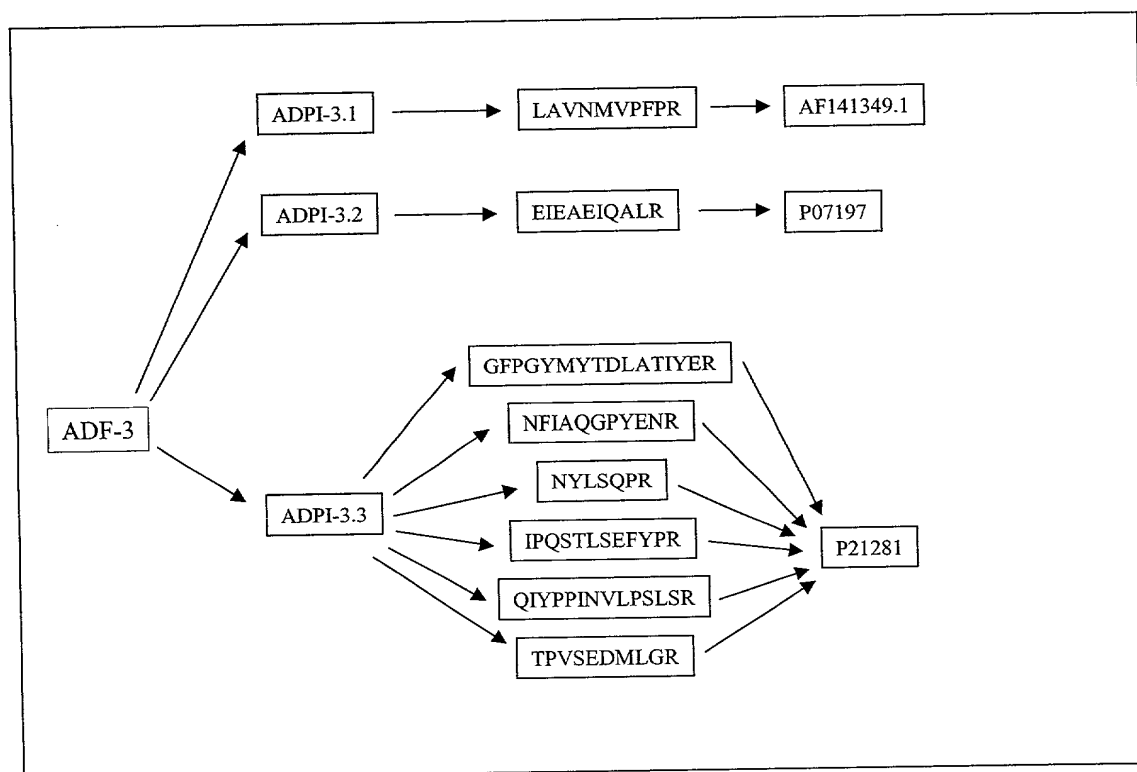 ADPI-3.1
LAVNMVPFPR
AF141349.1
ADPI-3.2
EIEAEIQALR
P07197
GFPGYMYTDLATIYER
NFIAQGPYENR
ADF-3
NYLSQPR
ADPI-3.3
IPQSTLSEFYPR
P21281
QIYPPINVLPSLSR
TPVSEDMLGR